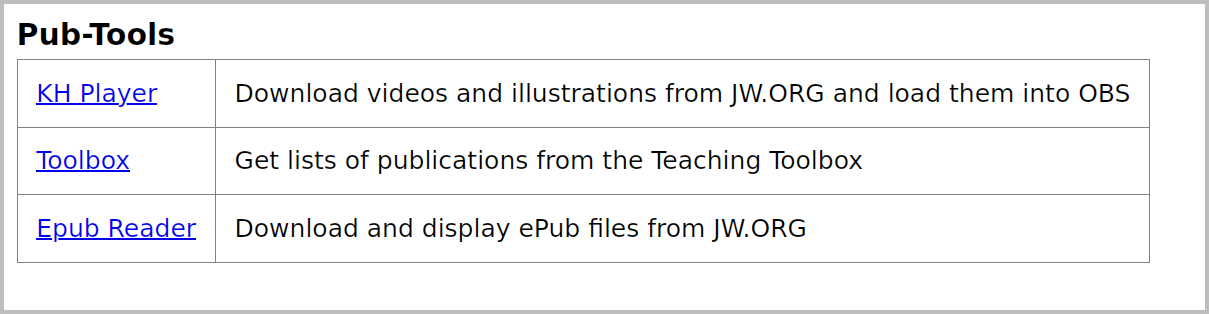 Pub-Tools
KH Player Download videos and illustrations from JW.ORG and load them into OBS
Toolbox Get lists of publications from the Teaching Toolbox
Epub Reader Download and display ePub files from JW.ORG